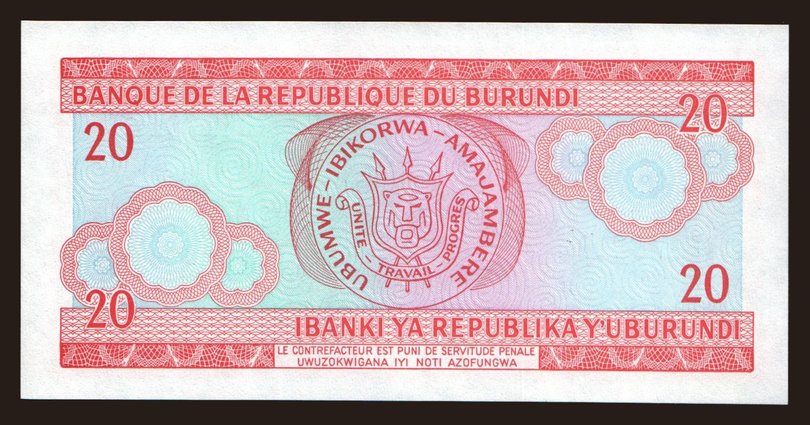 BANQUE DE LA REPUBLIQUE DU BURUNDI
20
20
UBUMWE-IBIKORWA-AMAJAMBERE
UNITE-TRAVAIL-PROGRES
20
20
IBANKI YA REPUBLIKA Y'UBURUNDI
LE CONTREFACTEUR EST PUNI DE SERVITUDE PENALE
UWUZOKWIGANA IYI NOTI AZOFUNGWA